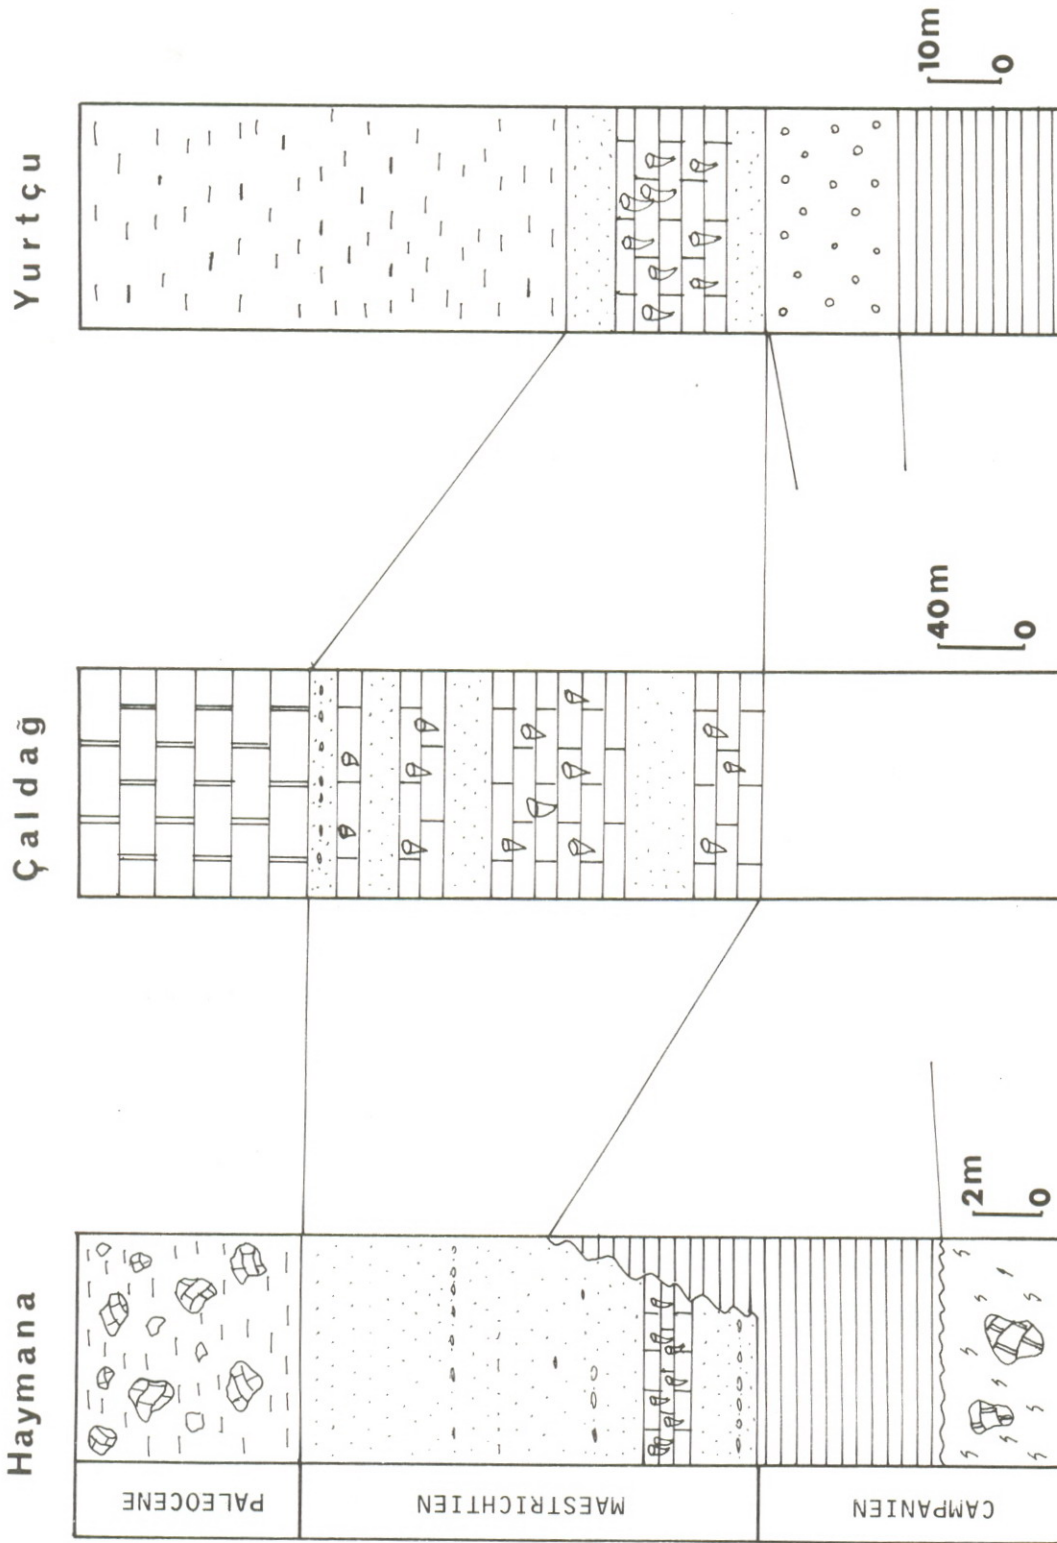 Haymana
Çaldağ
Yurtçu
PALEOCENE
MAESTRICHTIEN
CAMPANIEN
2m
0
40m
0
10m
0